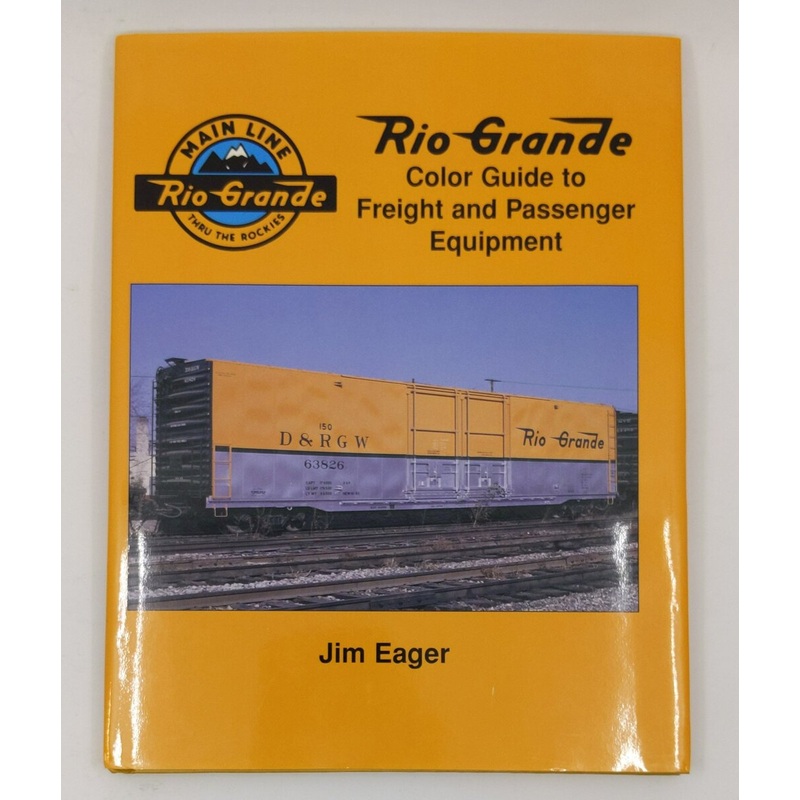 MAIN LINE
Rio Grande
THRU THE ROCKIES
Rio Grande
Color Guide to
Freight and Passenger
Equipment
150
D & R G W
63826
Rio Grande
Jim Eager